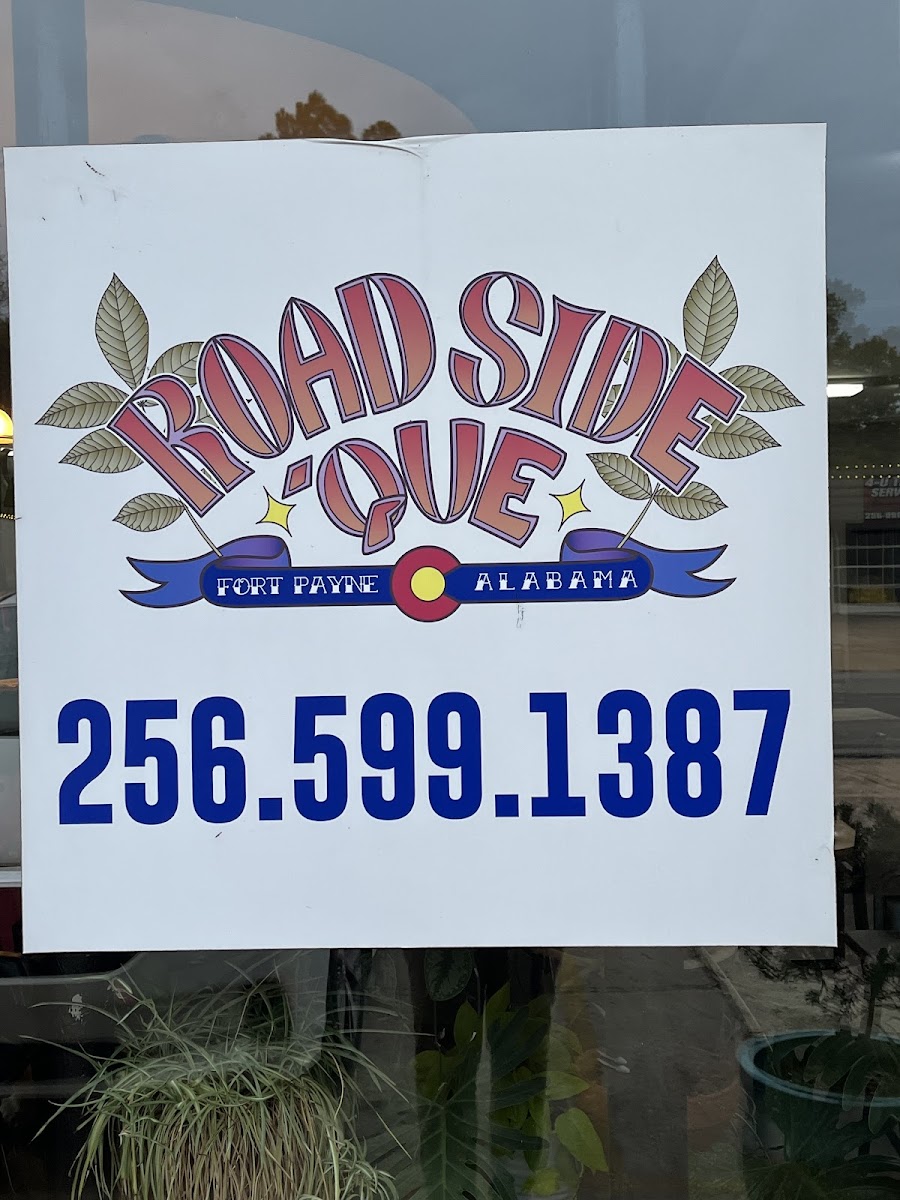 ROAD SIDE
'QUE
FORT PAYNE ALABAMA
256.599.1387